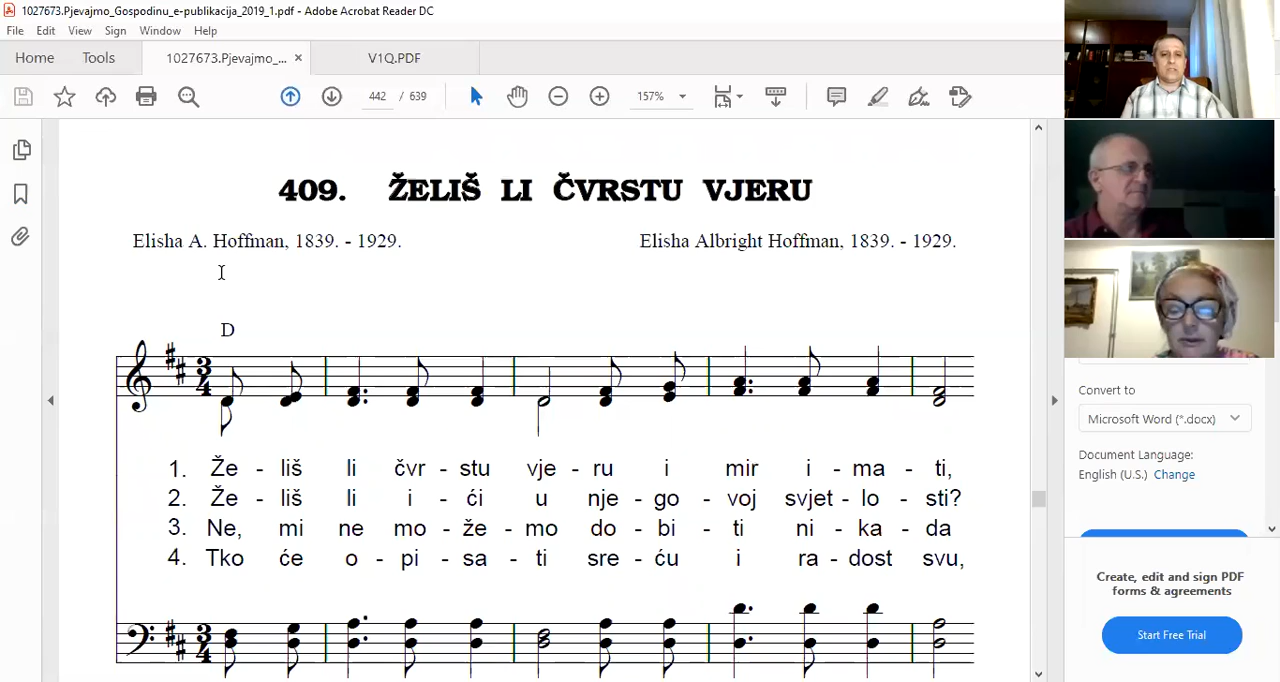 1027673.Pjevajmo_Gospodinu_e-publikacija_2019_1.pdf - Adobe Acrobat Reader DC
File Edit View Sign Window Help
Home Tools 1027673.Pjevajmo_... × V1Q.PDF
442 / 639 157%
409. ŽELIŠ LI ČVRSTU VJERU
Elisha A. Hoffman, 1839. - 1929. Elisha Albright Hoffman, 1839. - 1929.
D
3
4
1. Že - liš li čvr - stu vje - ru i mir i - ma - ti,
2. Že - liš li i - ći u nje - go - voj svjet - lo - sti?
3. Ne, mi ne mo - že - mo do - bi - ti ni - ka - da
4. Tko će o - pi - sa - ti sre - ću i ra - dost svu,
3
4
Convert to
Microsoft Word (*.docx)
Document Language:
English (U.S.) Change
Create, edit and sign PDF
forms & agreements
Start Free Trial